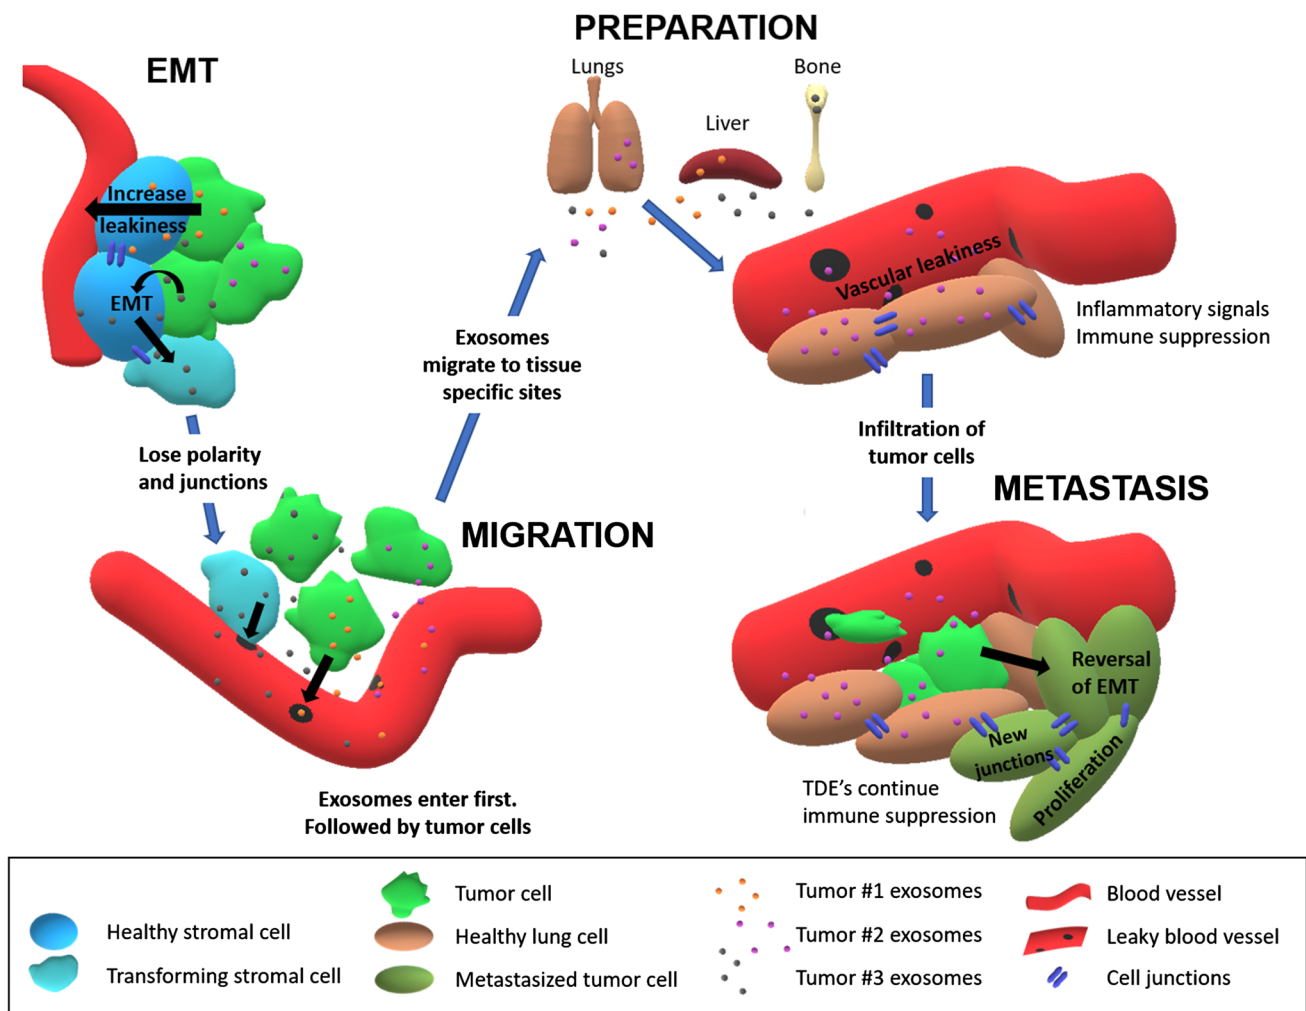 PREPARATION
EMT
Lungs
Bone
Liver
Increase
leakiness
EMT
Vascular leakiness
Inflammatory signals
Immune suppression
Exosomes
migrate to tissue
specific sites
Lose polarity
and junctions
Infiltration of
tumor cells
METASTASIS
MIGRATION
Reversal
of EMT
New
junctions
Proliferation
TDE's continue
immune suppression
Exosomes enter first.
Followed by tumor cells
Healthy stromal cell
Transforming stromal cell
Tumor cell
Healthy lung cell
Metastasized tumor cell
Tumor #1 exosomes
Tumor #2 exosomes
Tumor #3 exosomes
Blood vessel
Leaky blood vessel
Cell junctions